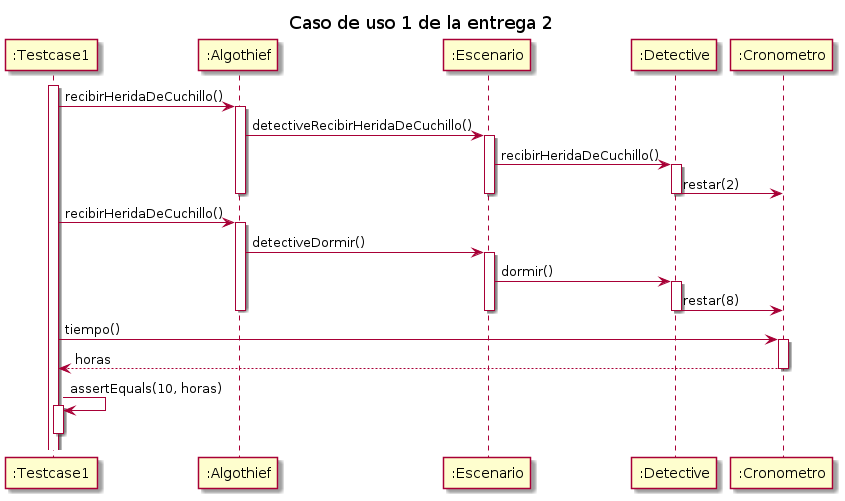 Caso de uso 1 de la entrega 2
:Testcase1 :Algothief :Escenario :Detective :Cronometro
recibirHeridaDeCuchillo()
detectiveRecibirHeridaDeCuchillo()
recibirHeridaDeCuchillo()
restar(2)
recibirHeridaDeCuchillo()
detectiveDormir()
dormir()
restar(8)
tiempo()
horas
assertEquals(10, horas)
:Testcase1 :Algothief :Escenario :Detective :Cronometro